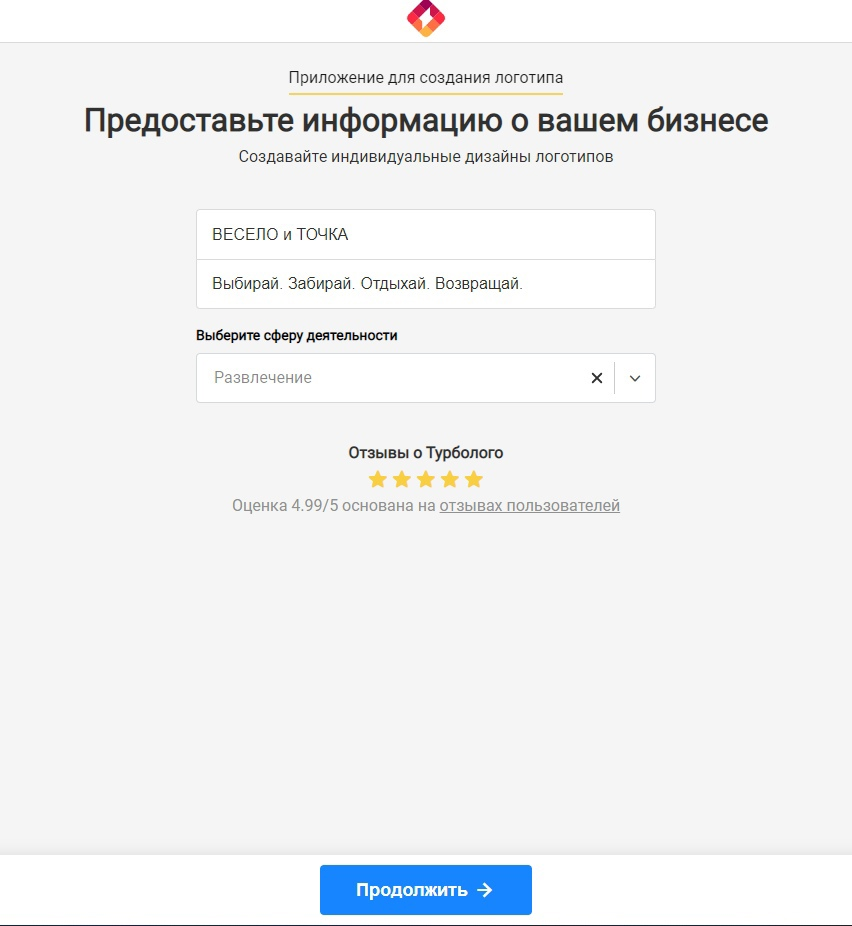 Приложение для создания логотипа
Предоставьте информацию о вашем бизнесе
Создавайте индивидуальные дизайны логотипов
ВЕСЕЛО и ТОЧКА
Выбирай. Забирай. Отдыхай. Возвращай.
Выберите сферу деятельности
Развлечение
Отзывы о Турболого
Оценка 4.99/5 основана на отзывах пользователей
Продолжить